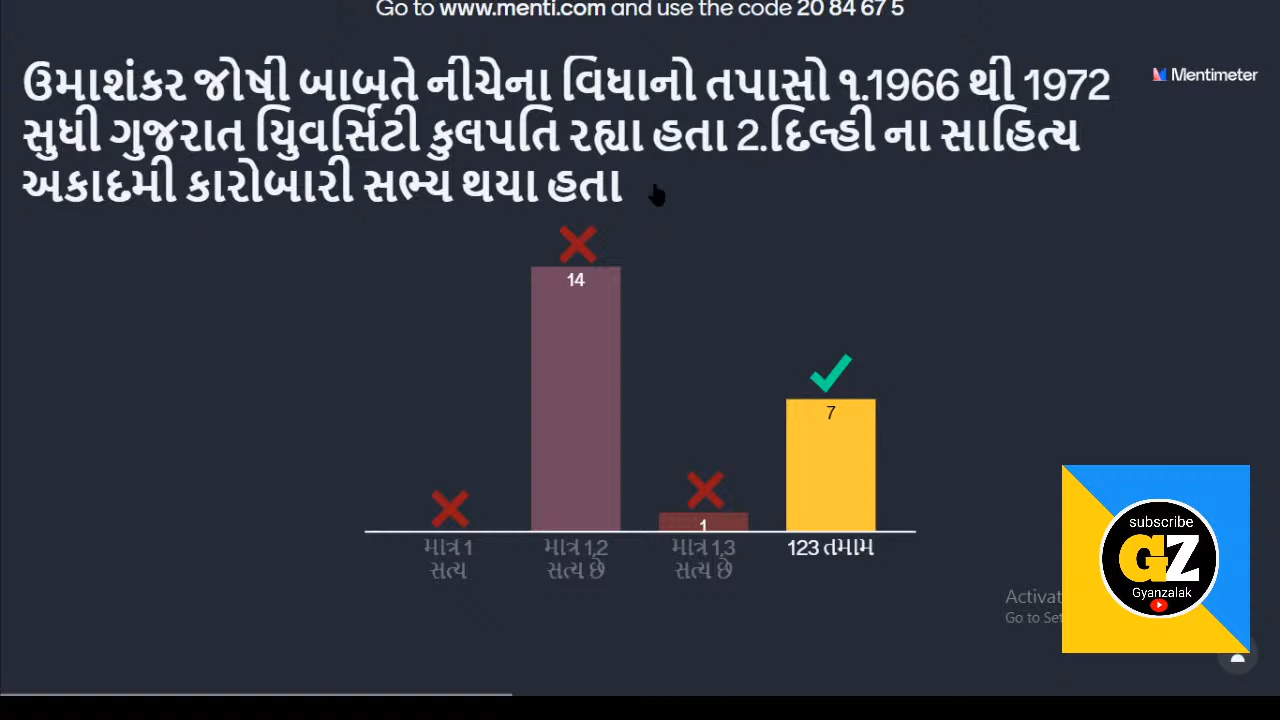 Go to www.menti.com and use the code 20 84 67 5
ઉમાશંકર જોષી બાબતે નીચેના વિધાનો તપાસો ૧.1966 થી 1972
સુધી ગુજરાત યિુવર્સિટી કુલપતિ રહ્યા હતા 2.દિલ્હી ના સાહિત્ય
અકાદમી કારોબારી સભ્ય થયા હતા
Mentimeter
14
7
1
માત્ર 1
સત્ય
માત્ર 1,2
સત્ય છે
માત્ર 1,3
સત્ય છે
123 તમામ
Activat
Go to Set
subscribe
GZ
Gyanzalak